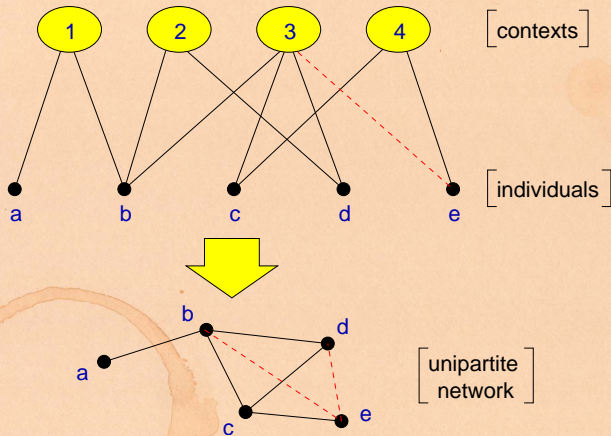 1 2 3 4 contexts
a b c d e individuals
b d
a unipartite
network
c e